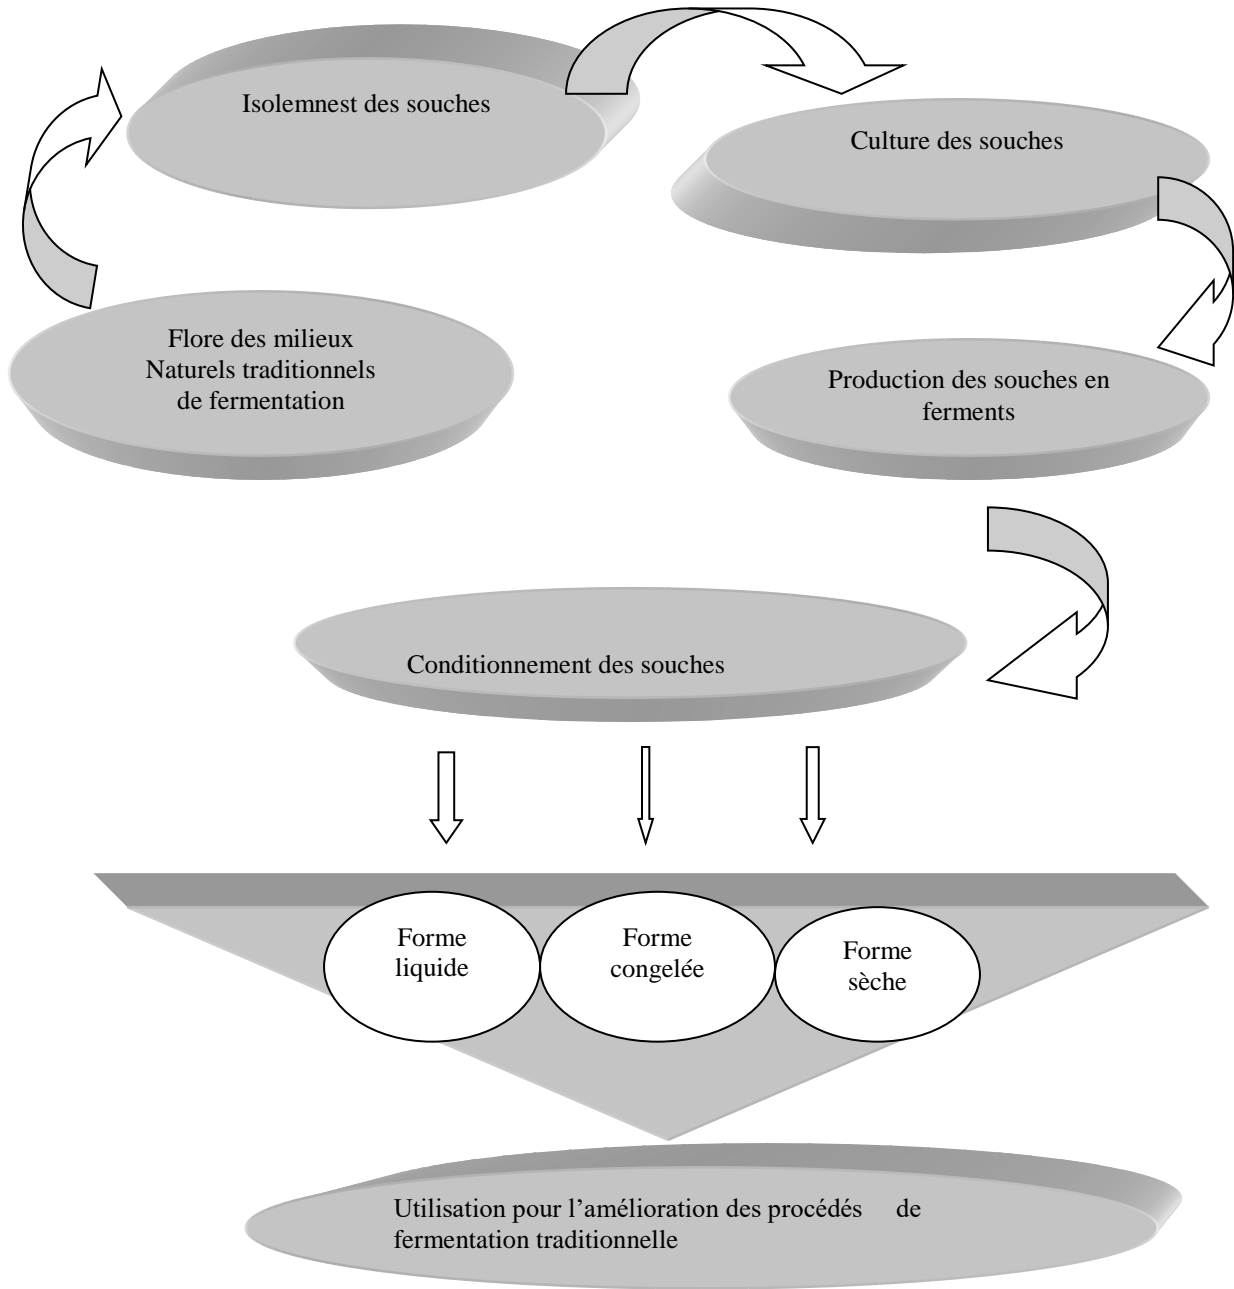 Isolemnest des souches
Culture des souches
Flore des milieux
Naturels traditionnels
de fermentation
Production des souches en
ferments
Conditionnement des souches
Forme
liquide
Forme
congelée
Forme
sèche
Utilisation pour l’amélioration des procédés de
fermentation traditionnelle